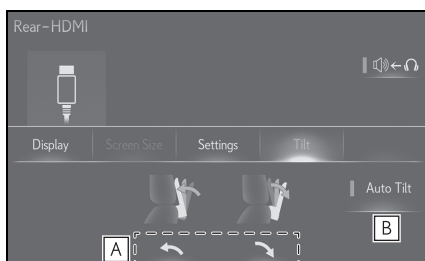 Rear-HDMI
Display Screen Size Settings Tilt
Auto Tilt
B
A